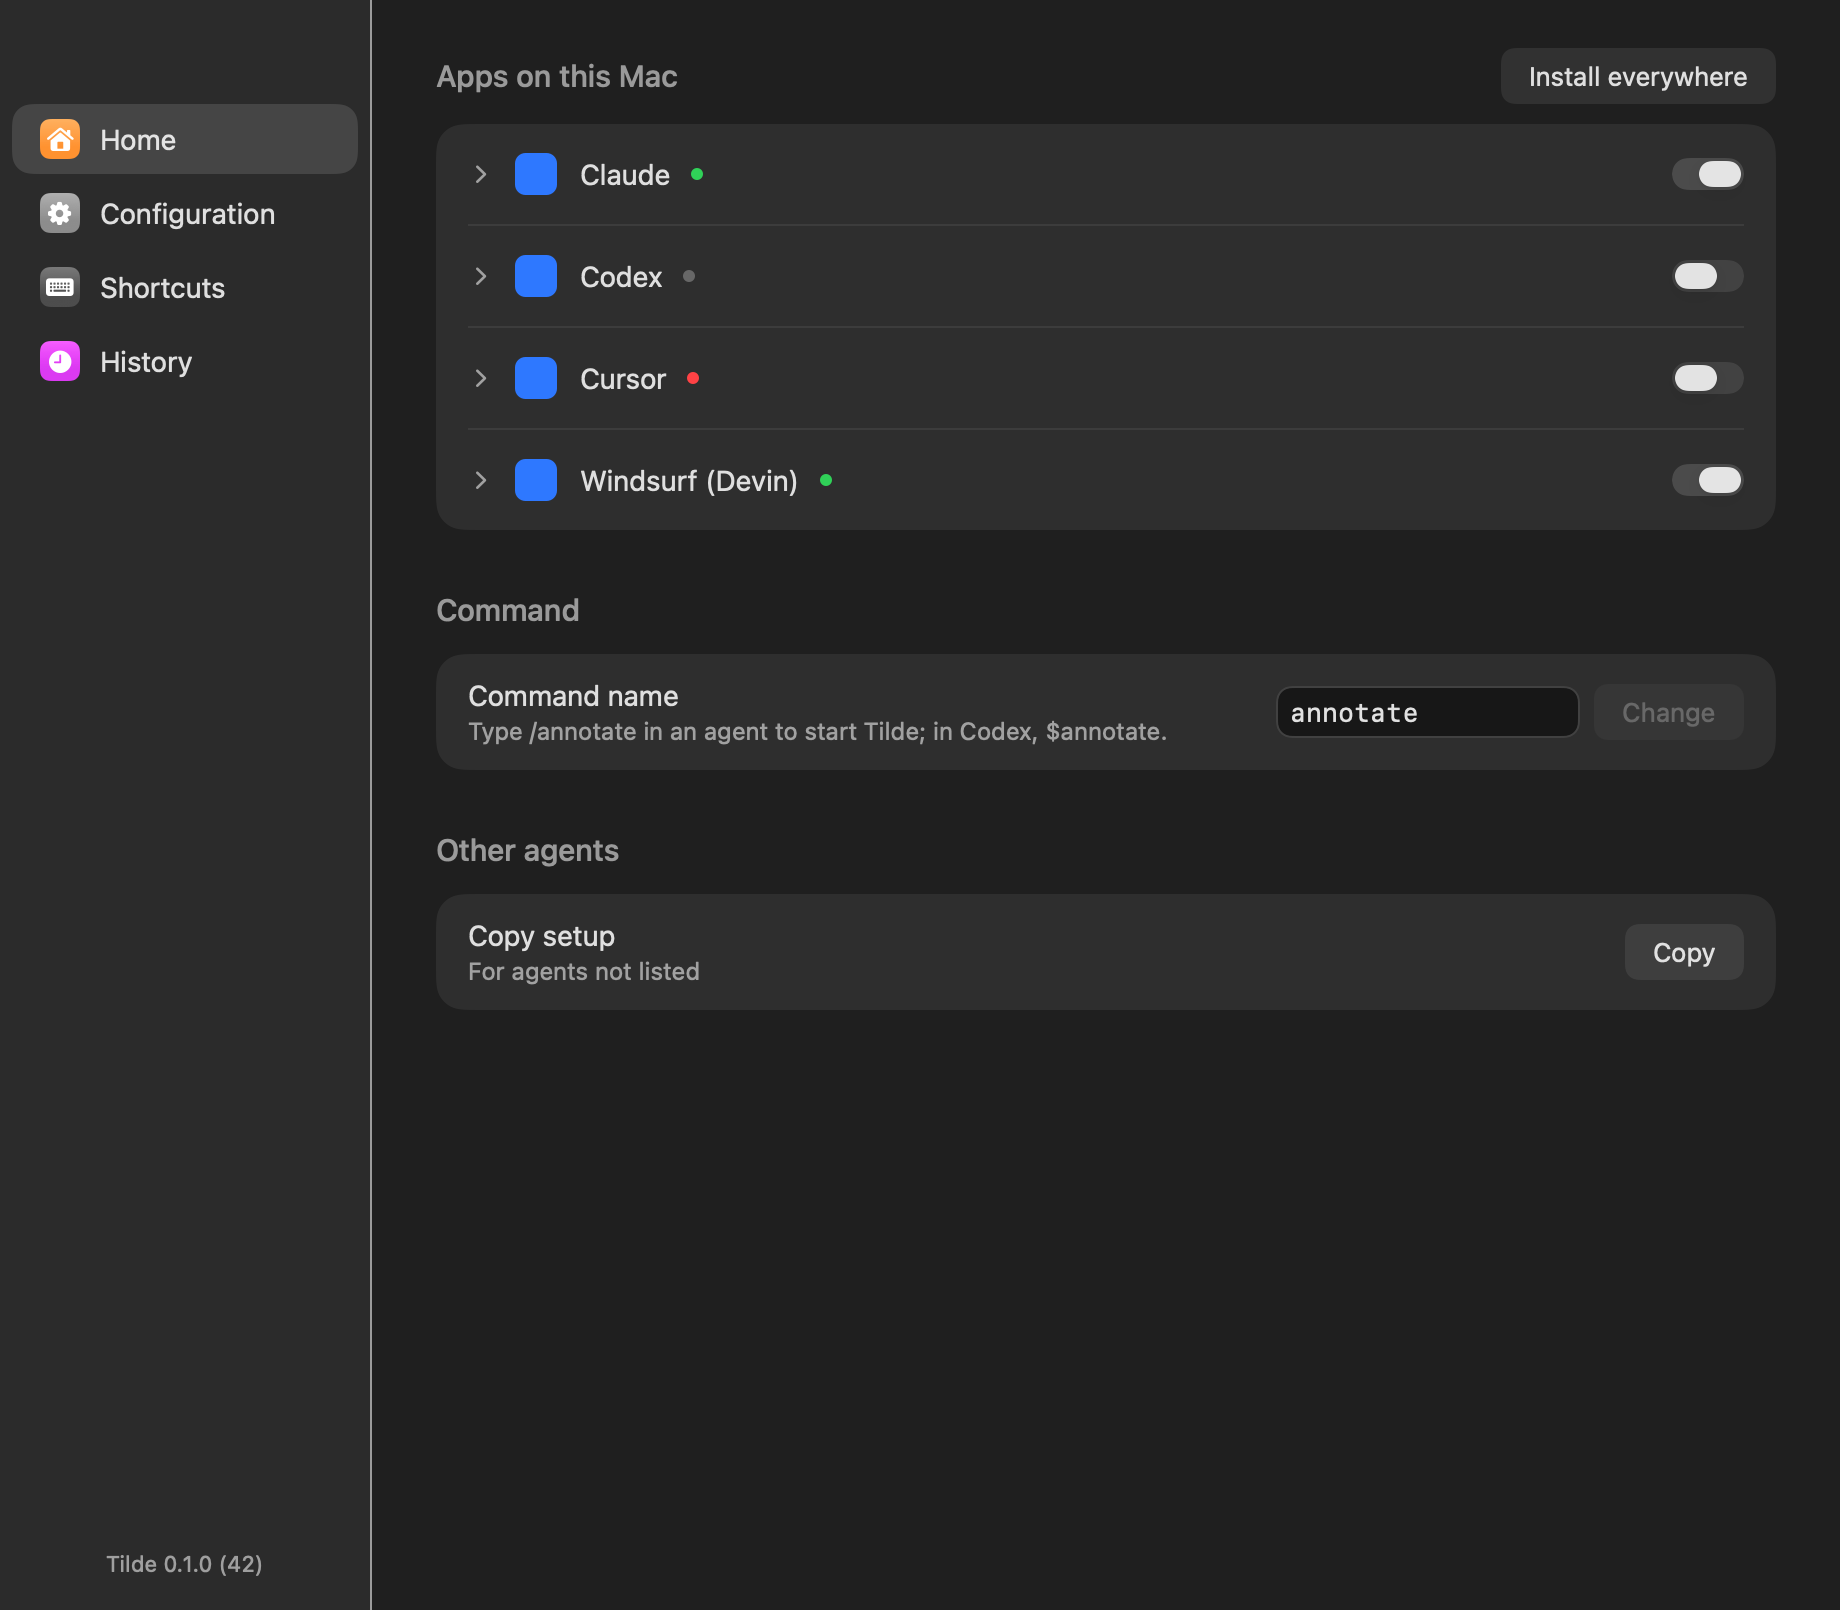 Home
Configuration
Shortcuts
History
Tilde 0.1.0 (42)
Apps on this Mac
Install everywhere
Claude
Codex
Cursor
Windsurf (Devin)
Command
Command name
Type /annotate in an agent to start Tilde; in Codex, $annotate.
annotate
Change
Other agents
Copy setup
For agents not listed
Copy